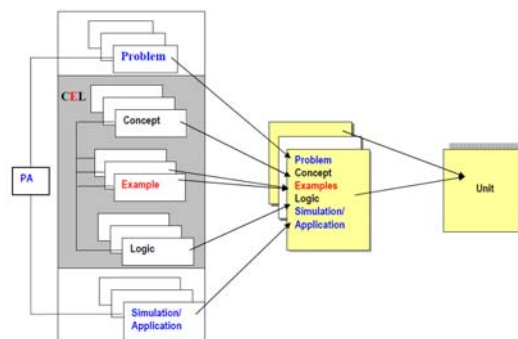 Problem
CEL
Concept
PA
Example
Logic
Simulation/
Application
Problem
Concept
Examples
Logic
Simulation/
Application
Unit